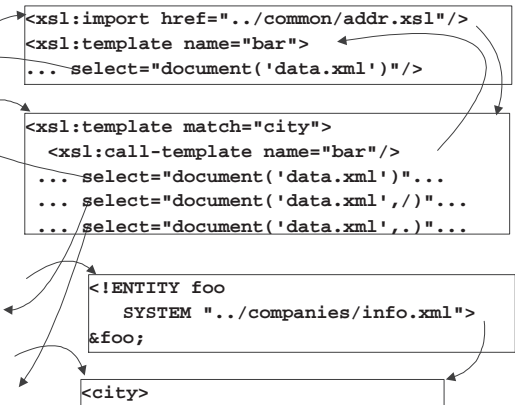 <xsl:import href="../common/addr.xsl"/>
<xsl:template name="bar">
... select="document('data.xml')"/>
<xsl:template match="city">
<xsl:call-template name="bar"/>
... select="document('data.xml')"...
... select="document('data.xml',/)"...
... select="document('data.xml',.)"...
<!ENTITY foo
SYSTEM "../companies/info.xml">
&foo;
<city>